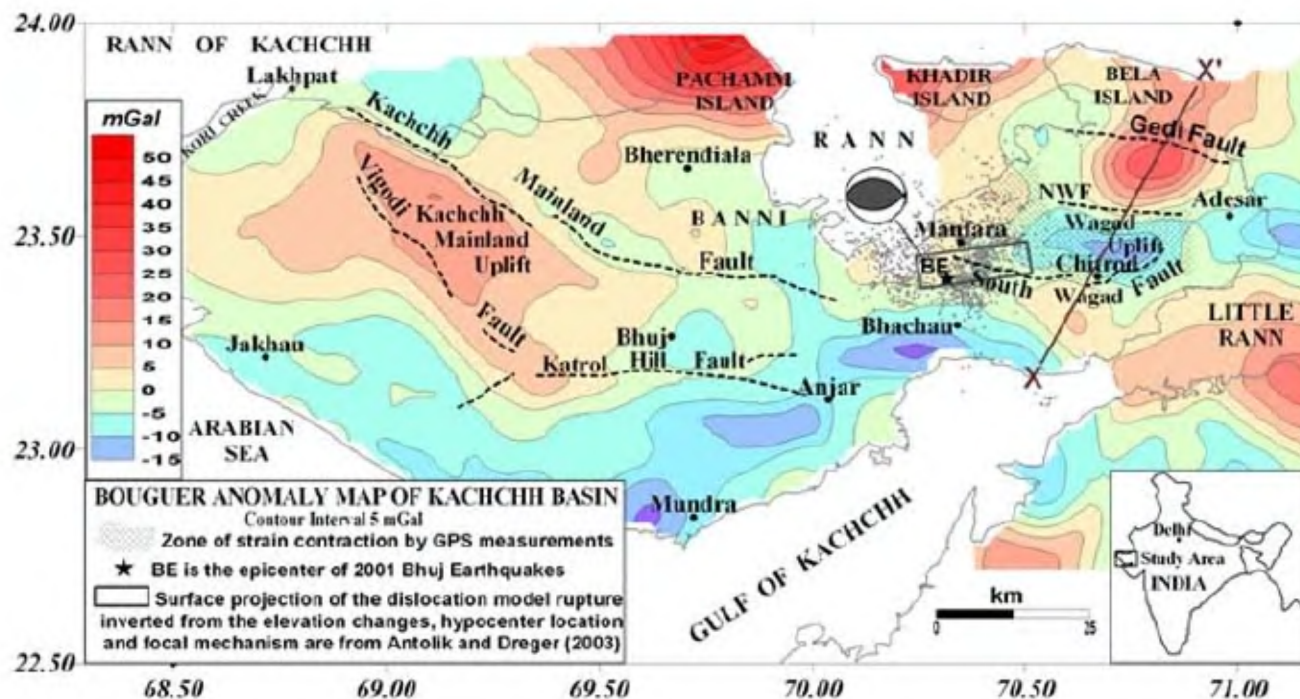 24.00
RANN OF KACHCHH
Lakhpat
KORI CREEK
PACHAMM
ISLAND
KHADIR
ISLAND
BELA
ISLAND
X'
mGal
50
45
40
35
30
25
20
15
10
5
0
-5
-10
-15
Kachchh
Mainland
Fault
Vigodi
Fault
Kachchh
Mainland
Uplift
Bherendiala
BANNI
RANN
Gedi Fault
NWF
Adesar
23.50
Manfara
Wagad
Uplift
BE
Chitrod
South
Wagad
Fault
LITTLE
RANN
Bhachau
Jakhau
Bhuj
Hill
Katrol
Fault
Anjar
X
23.00
ARABIAN
SEA
Mundra
GULF OF KACHCHH
BOUGUER ANOMALY MAP OF KACHCHH BASIN
Contour Interval 5 mGal
Zone of strain contraction by GPS measurements
BE is the epicenter of 2001 Bhuj Earthquakes
Surface projection of the dislocation model rupture
inverted from the elevation changes, hypocenter location
and focal mechanism are from Antolik and Dreger (2003)
km
0
25
Delhi
Study Area
INDIA
22.50
68.50
69.00
69.50
70.00
70.50
71.00